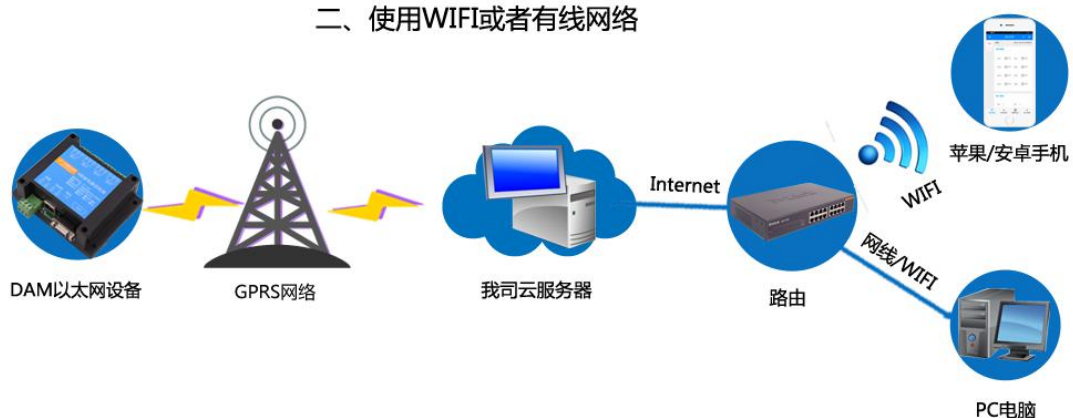 二、使用WIFI或者有线网络
苹果/安卓手机
WIFI
Internet
网线/WIFI
DAM以太网设备
GPRS网络
我司云服务器
路由
PC电脑